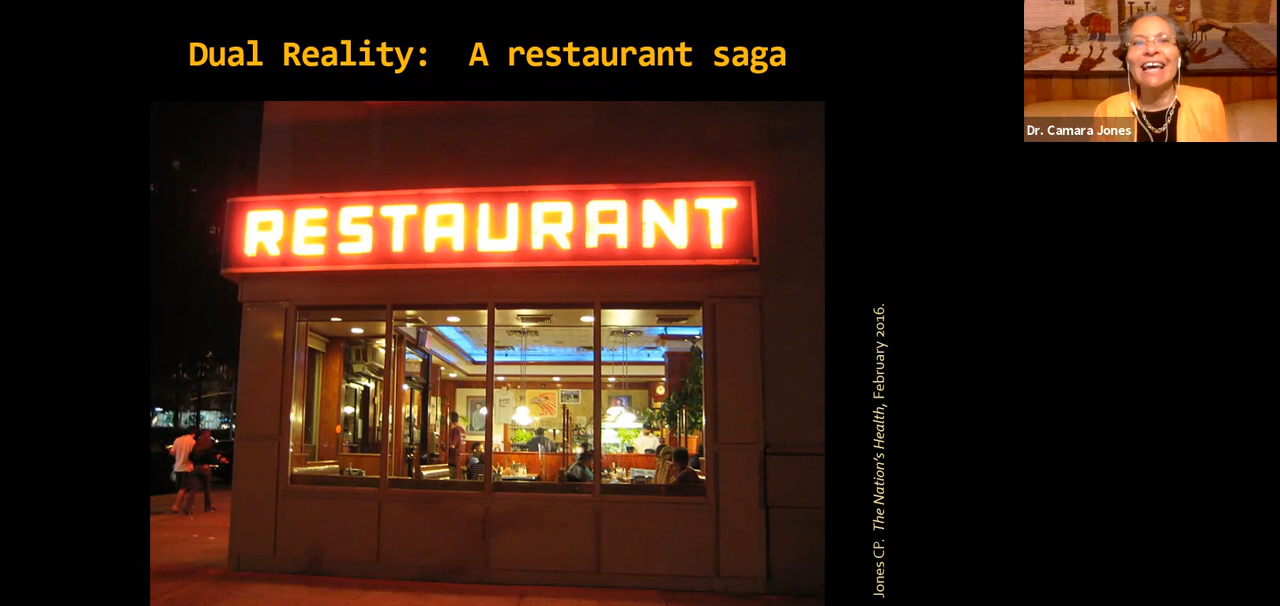 Dual Reality: A restaurant saga
Dr. Camara Jones
RESTAURANT
Jones CP. The Nation's Health, February 2016.